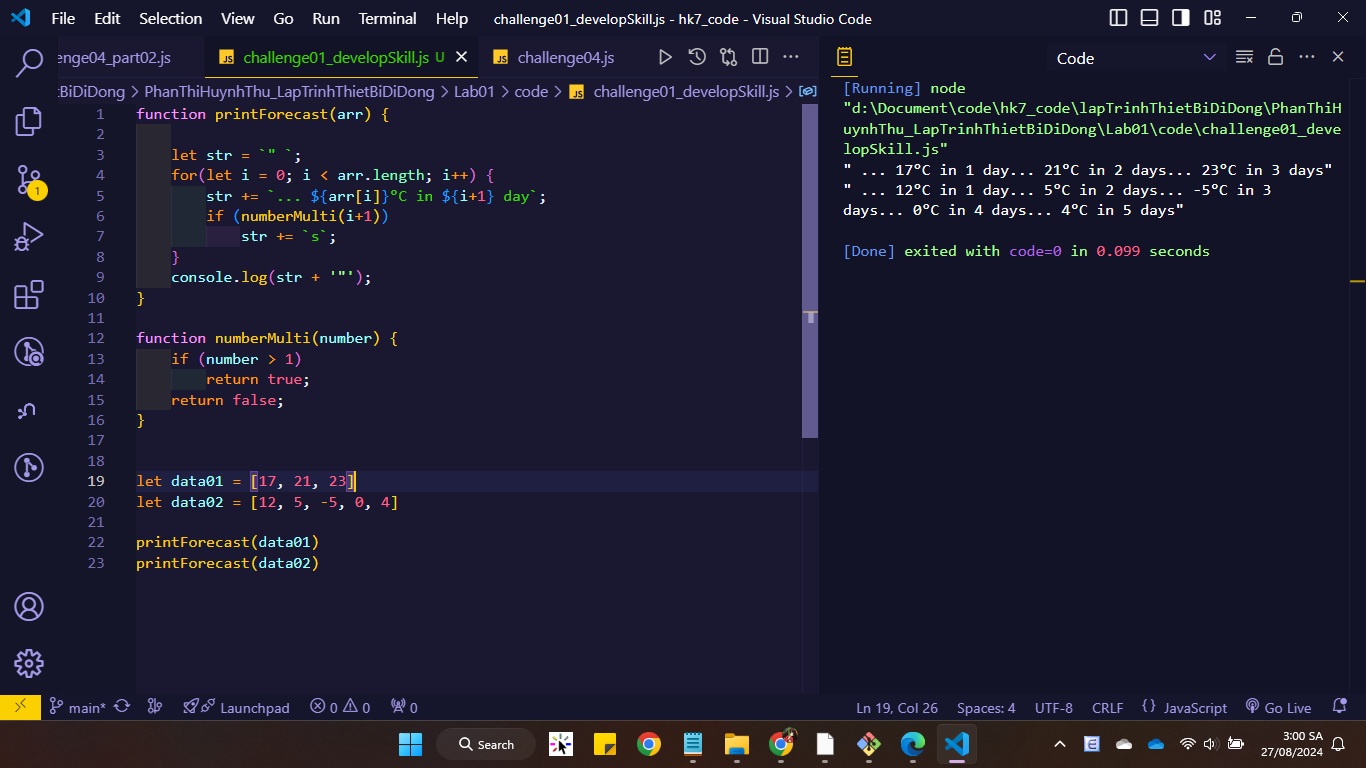 File Edit Selection View Go Run Terminal Help challenge01_developSkill.js - hk7_code - Visual Studio Code
enge04_part02.js JS challenge01_developSkill.js U JS challenge04.js
Code
tBiDiDong > PhanThiHuynhThu_LapTrinhThietBiDiDong > Lab01 > code > JS challenge01_developSkill.js >
1 function printForecast(arr) {
2
3 let str = `" `;
4 for(let i = 0; i < arr.length; i++) {
5 str += `... ${arr[i]}°C in ${i+1} day`;
6 if (numberMulti(i+1))
7 str += `s`;
8 }
9 console.log(str + '"');
10 }
11
12 function numberMulti(number) {
13 if (number > 1)
14 return true;
15 return false;
16 }
17
18
19 let data01 = [17, 21, 23]
20 let data02 = [12, 5, -5, 0, 4]
21
22 printForecast(data01)
23 printForecast(data02)
[Running] node
"d:\Document\code\hk7_code\lapTrinhThietBiDiDong\PhanThiH
uynhThu_LapTrinhThietBiDiDong\Lab01\code\challenge01_deve
lopSkill.js"
" ... 17°C in 1 day... 21°C in 2 days... 23°C in 3 days"
" ... 12°C in 1 day... 5°C in 2 days... -5°C in 3
days... 0°C in 4 days... 4°C in 5 days"
[Done] exited with code=0 in 0.099 seconds
1
main* Launchpad 0 0 0 Ln 19, Col 26 Spaces: 4 UTF-8 CRLF {} JavaScript Go Live
Search
3:00 SA
27/08/2024